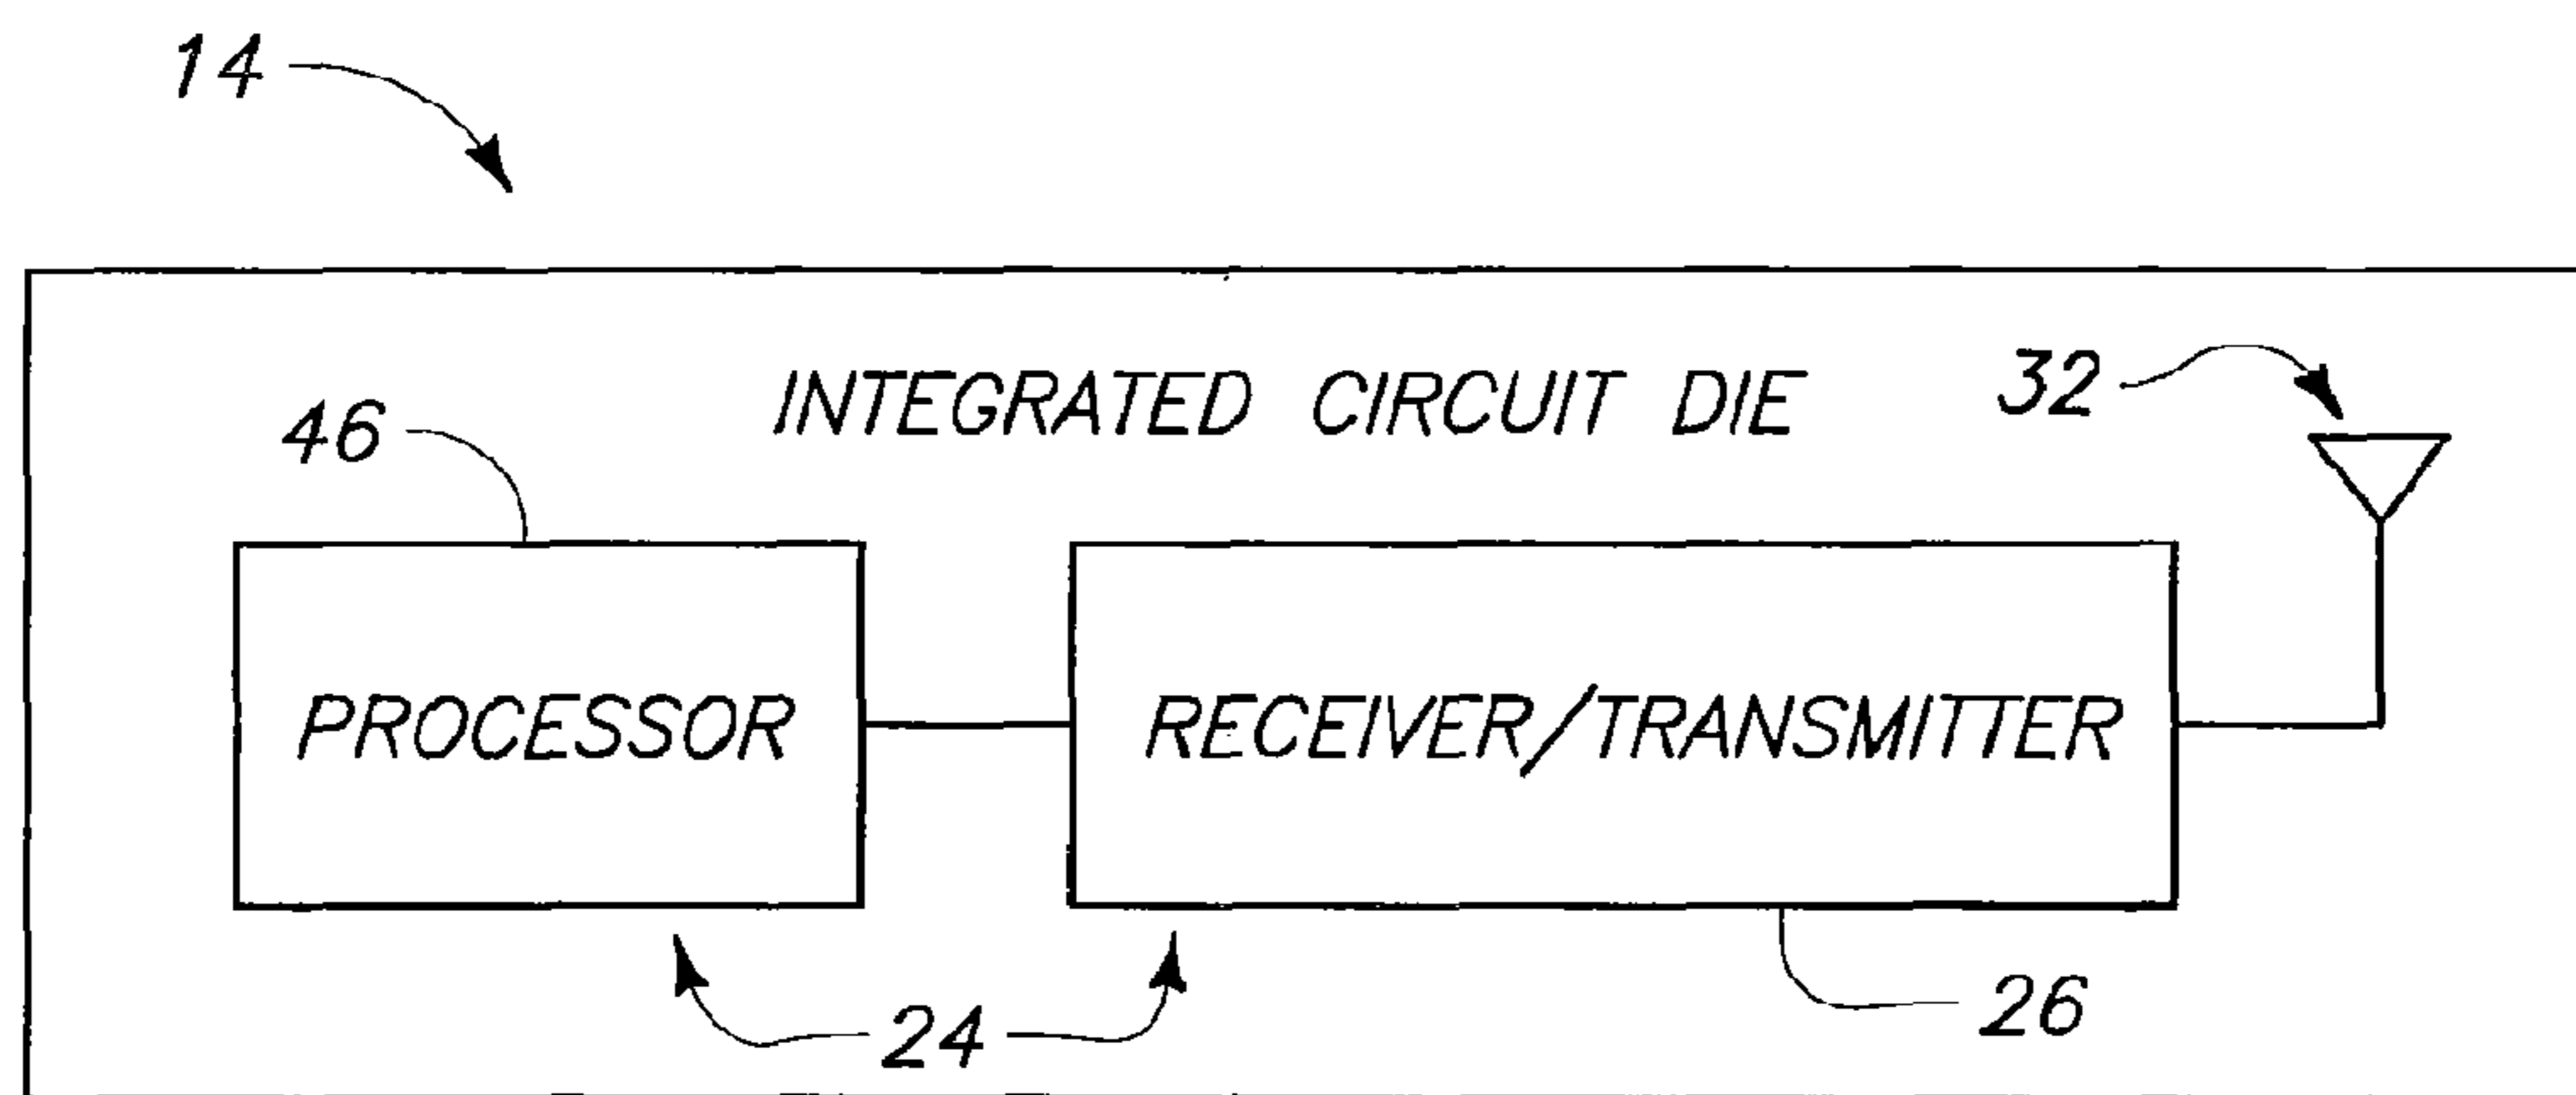 14
INTEGRATED CIRCUIT DIE
32
46
PROCESSOR
RECEIVER/TRANSMITTER
24
26